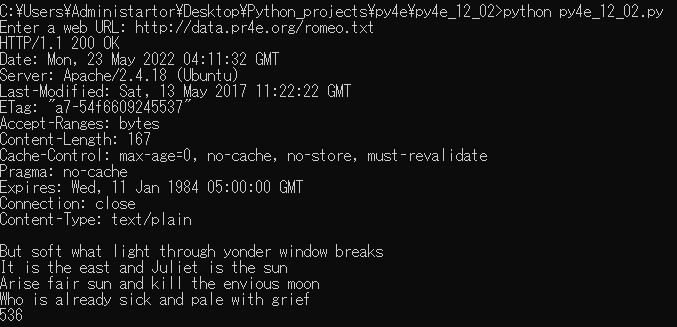 C:¥Users¥Administartor¥Desktop¥Python_projects¥py4e¥py4e_12_02>python py4e_12_02.py
Enter a web URL: http://data.pr4e.org/romeo.txt
HTTP/1.1 200 OK
Date: Mon, 23 May 2022 04:11:32 GMT
Server: Apache/2.4.18 (Ubuntu)
Last-Modified: Sat, 13 May 2017 11:22:22 GMT
ETag: "a7-54f6609245537"
Accept-Ranges: bytes
Content-Length: 167
Cache-Control: max-age=0, no-cache, no-store, must-revalidate
Pragma: no-cache
Expires: Wed, 11 Jan 1984 05:00:00 GMT
Connection: close
Content-Type: text/plain
But soft what light through yonder window breaks
It is the east and Juliet is the sun
Arise fair sun and kill the envious moon
Who is already sick and pale with grief
536